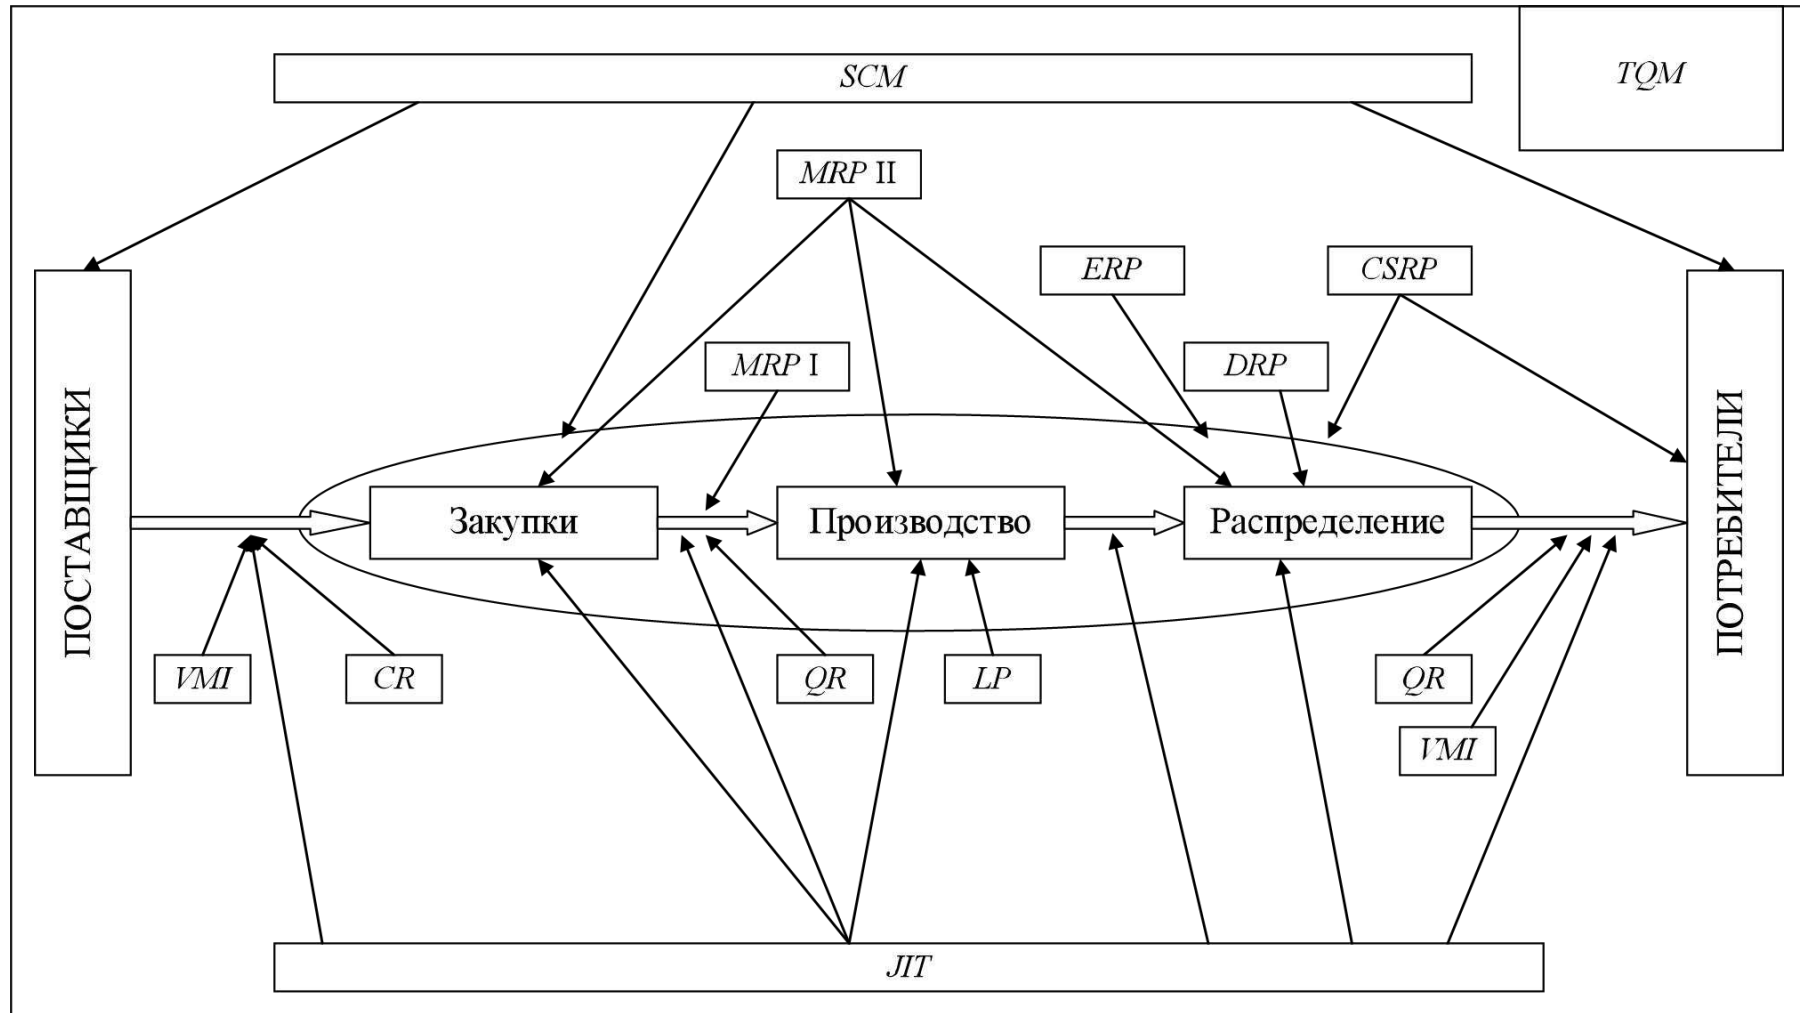 SCM
TQM
MRP II
ERP
CSRP
MRP I
DRP
ПОСТАВЩИКИ
Закупки
Производство
Распределение
ПОТРЕБИТЕЛИ
VMI
CR
QR
LP
QR
VMI
JIT